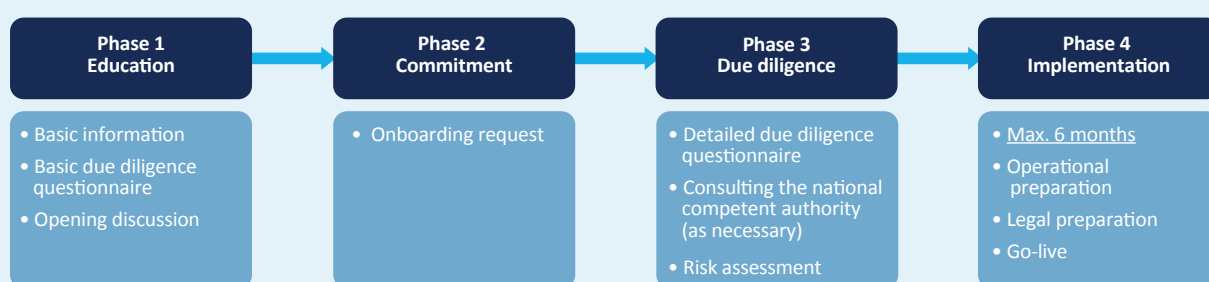 Phase 1
Education
• Basic information
• Basic due diligence
questionnaire
• Opening discussion
Phase 2
Commitment
• Onboarding request
Phase 3
Due diligence
• Detailed due diligence
questionnaire
• Consulting the national
competent authority
(as necessary)
• Risk assessment
Phase 4
Implementation
• Max. 6 months
• Operational
preparation
• Legal preparation
• Go-live